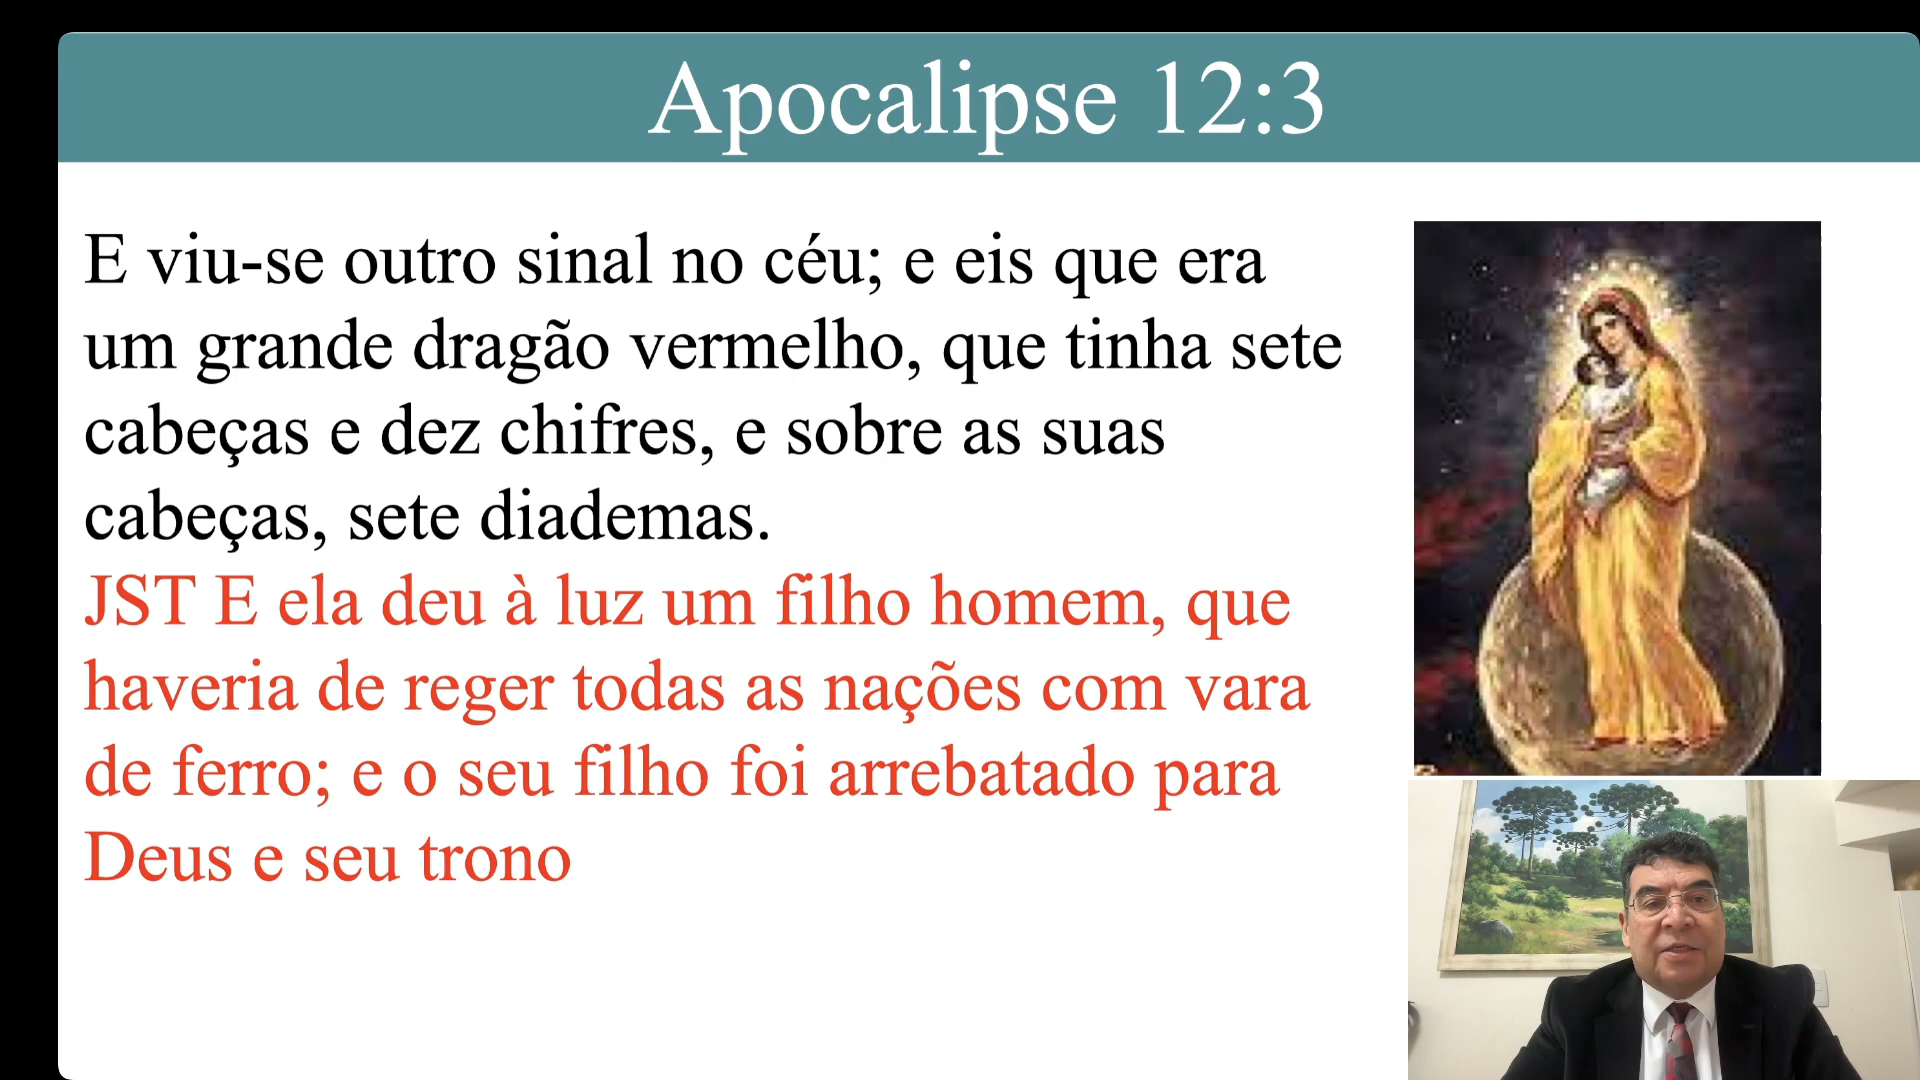 Apocalipse 12:3
E viu-se outro sinal no céu; e eis que era
um grande dragão vermelho, que tinha sete
cabeças e dez chifres, e sobre as suas
cabeças, sete diademas.
JST E ela deu à luz um filho homem, que
haveria de reger todas as nações com vara
de ferro; e o seu filho foi arrebatado para
Deus e seu trono